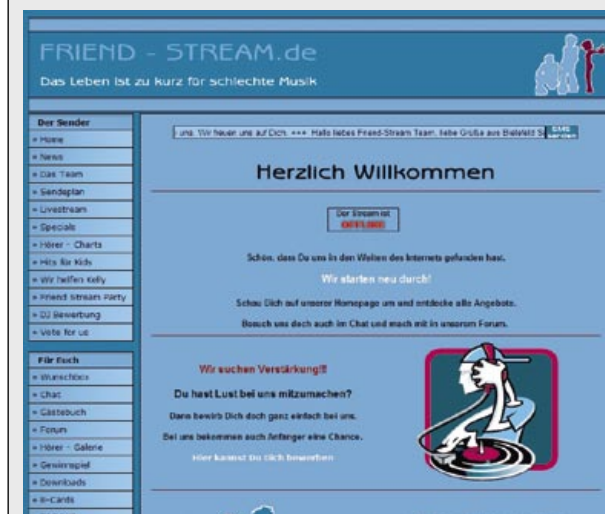 FRIEND - STREAM.de
Das Leben ist zu kurz für schlechte Musik
Der Sender
» Home
» News
» Das Team
» Sendeplan
» Livestream
» Specials
» Hörer - Charts
» Hits für Kids
» Wir helfen Kelly
» Friend Stream Party
» DJ Bewerbung
» Vote for us
Für Euch
» Wunschbox
» Chat
» Gästebuch
» Forum
» Hörer - Galerie
» Gewinnspiel
» Downloads
» E-Cards
uns. Wir freuen uns auf Dich. +++ Hallo liebes Friend-Stream Team, liebe Grüße aus Bielefeld
SMS senden
Herzlich Willkommen
Der Stream ist
OFFLINE!
Schön, dass Du uns in den Weiten des Internets gefunden hast.
Wir starten neu durch!
Schau Dich auf unserer Homepage um und entdecke alle Angebote.
Besuch uns doch auch im Chat und mach mit in unserem Forum.
Wir suchen Verstärkung!!!
Du hast Lust bei uns mitzumachen?
Dann bewirb Dich doch ganz einfach bei uns.
Bei uns bekommen auch Anfänger eine Chance.
Hier kannst Du Dich bewerben